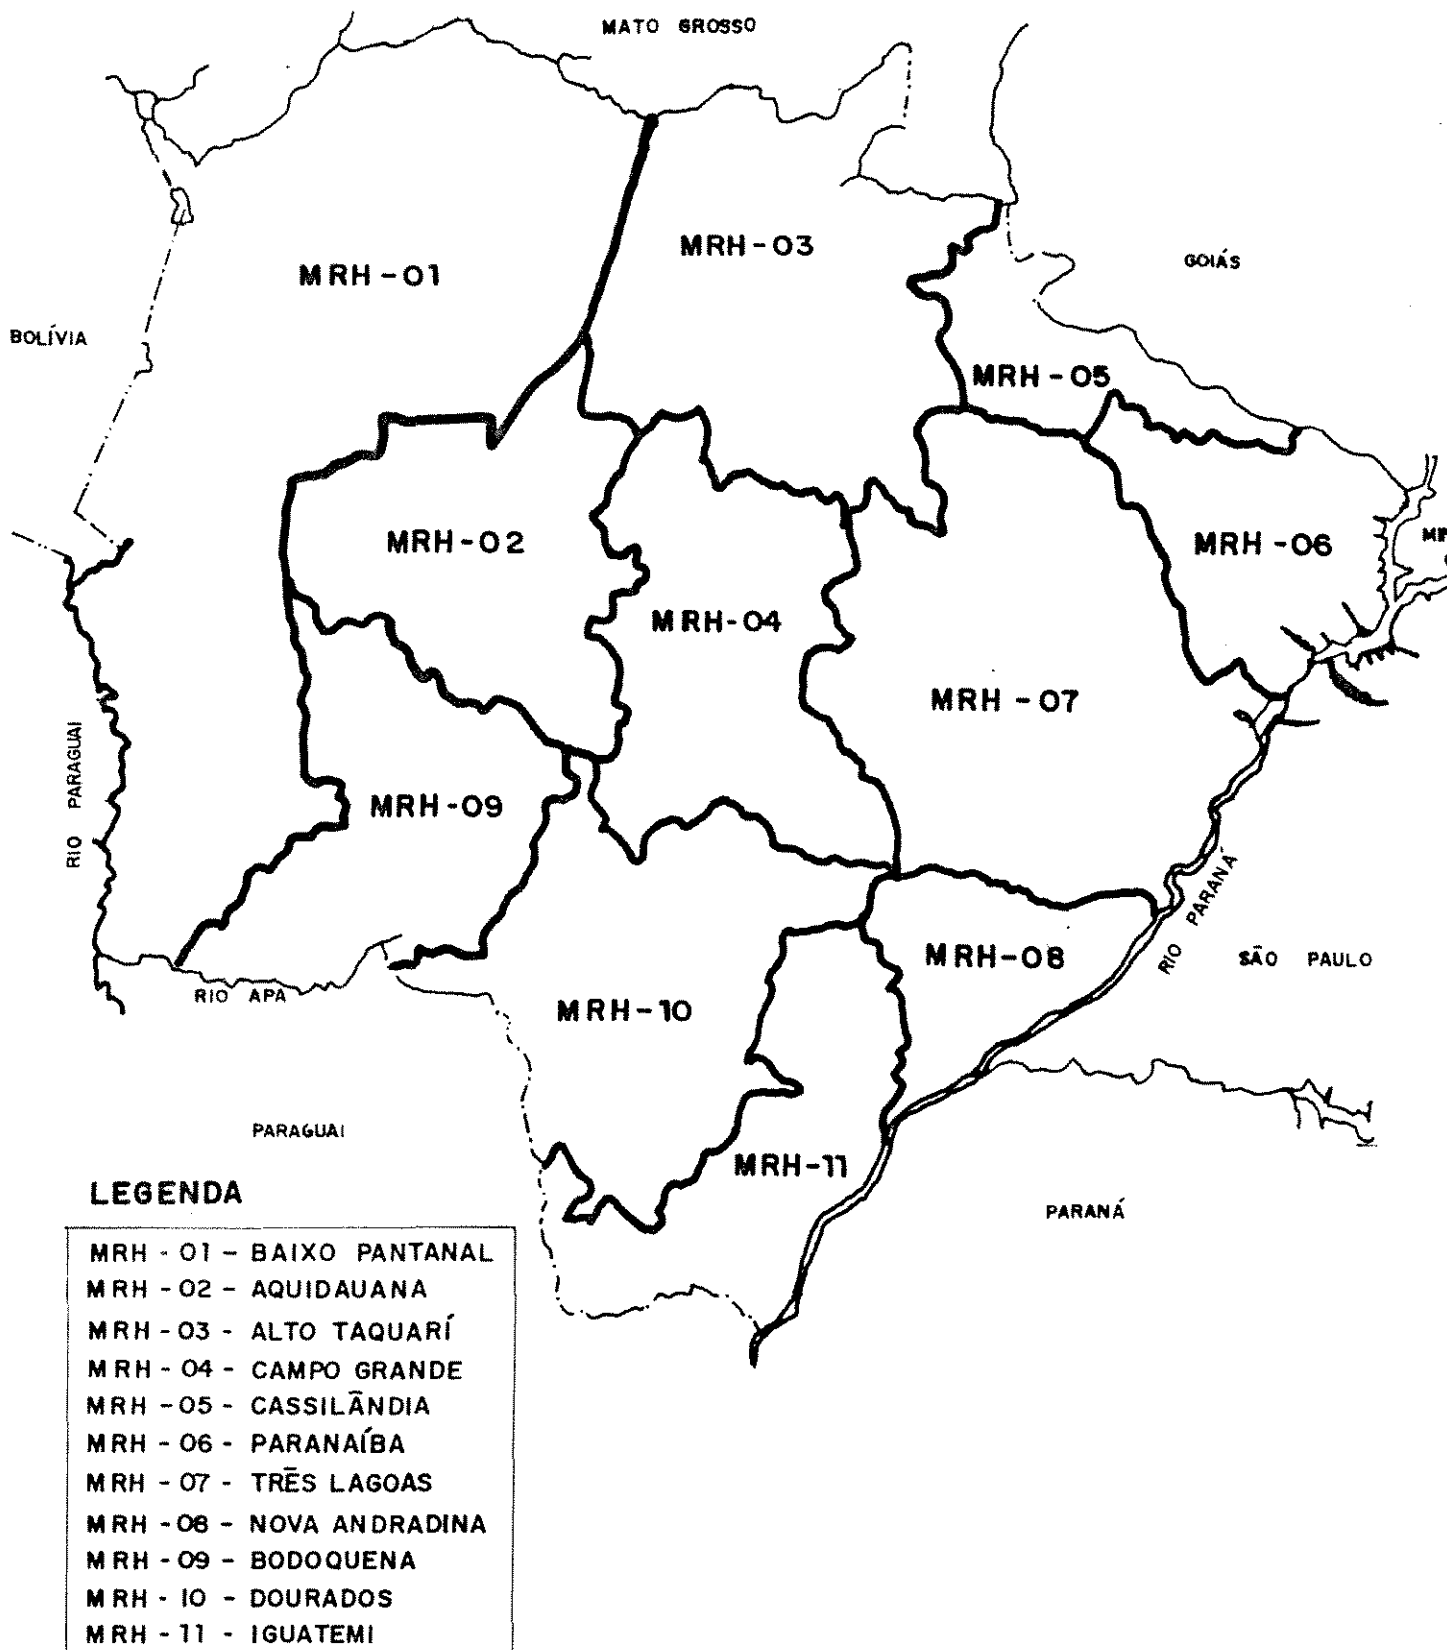 MATO GROSSO
MRH-03
GOIÁS
MRH-01
BOLÍVIA
MRH-05
MRH-02
MRH-06
MRH-04
MRH-07
RIO PARAGUAI
MRH-09
RIO PARANÁ
MRH-08
SÃO PAULO
RIO APA
MRH-10
PARAGUAI
MRH-11
PARANÁ
LEGENDA
MRH - 01 - BAIXO PANTANAL
MRH - 02 - AQUIDAUANA
MRH - 03 - ALTO TAQUARÍ
MRH - 04 - CAMPO GRANDE
MRH - 05 - CASSILÂNDIA
MRH - 06 - PARANAÍBA
MRH - 07 - TRÊS LAGOAS
MRH - 08 - NOVA ANDRADINA
MRH - 09 - BODOQUENA
MRH - 10 - DOURADOS
MRH - 11 - IGUATEMI